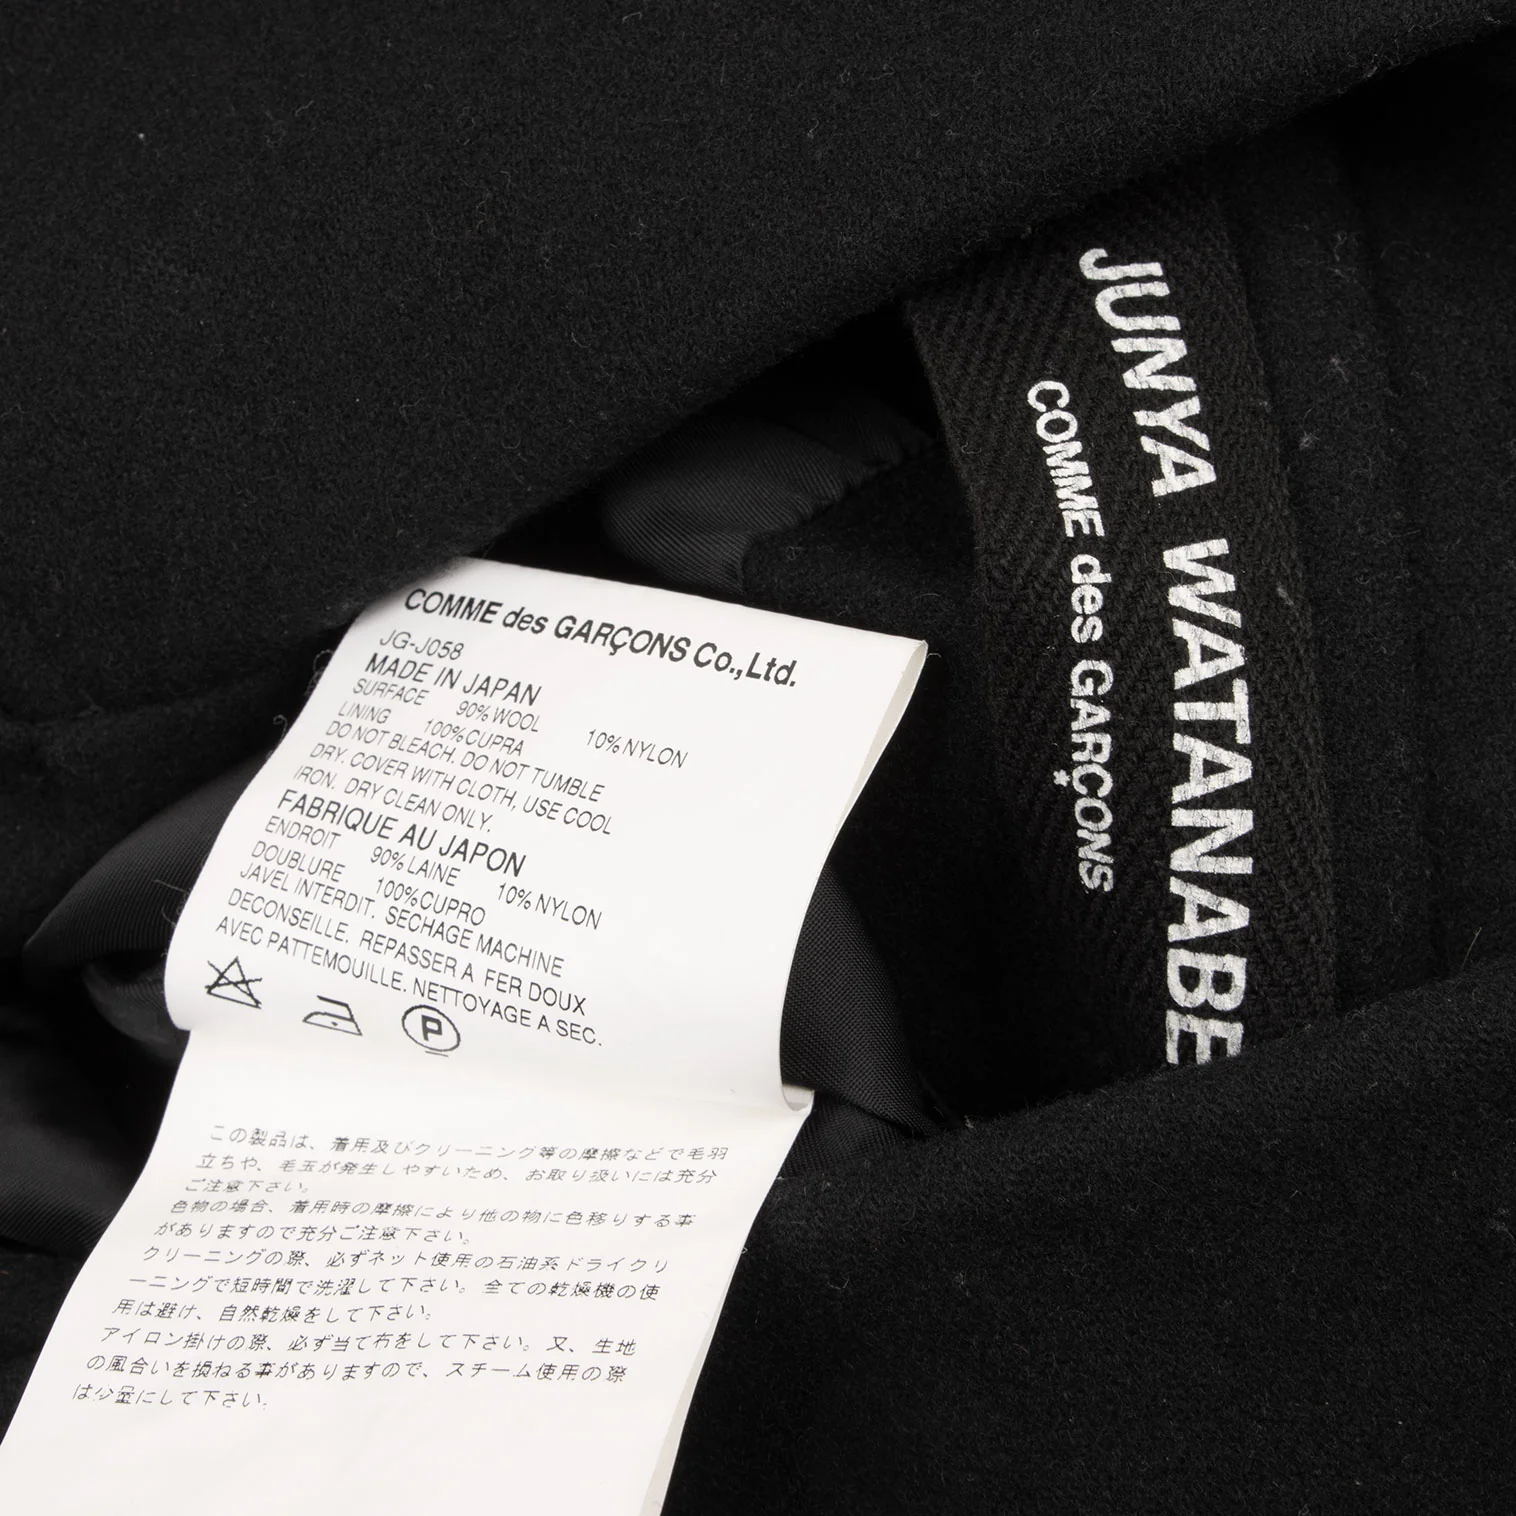 COMME des GARÇONS Co.,Ltd.
JG-J058
MADE IN JAPAN
SURFACE 90% WOOL 10% NYLON
LINING 100% CUPRA
DO NOT BLEACH. DO NOT TUMBLE
DRY. COVER WITH CLOTH, USE COOL
IRON. DRY CLEAN ONLY.
FABRIQUE AU JAPON
ENDROIT 90% LAINE 10% NYLON
DOUBLURE 100% CUPRO
JAVEL INTERDIT. SECHAGE MACHINE
DECONSEILLE. REPASSER A FER DOUX
AVEC PATTEMOUILLE. NETTOYAGE A SEC.
P
この製品は、着用及びクリーニング等の摩擦などで毛羽
立ちや、毛玉が発生しやすいため、お取り扱いには充分
ご注意下さい。
色物の場合、着用時の摩擦により他の物に色移りする事
がありますので充分ご注意下さい。
クリーニングの際、必ずネット使用の石油系ドライクリ
ーニングで短時間で洗濯して下さい。全ての乾燥機の使
用は避け、自然乾燥をして下さい。
アイロン掛けの際、必ず当て布をして下さい。又、生地
の風合いを損ねる事がありますので、スチーム使用の際
は少量にして下さい。
JUNYA WATANABE
COMME des GARÇONS